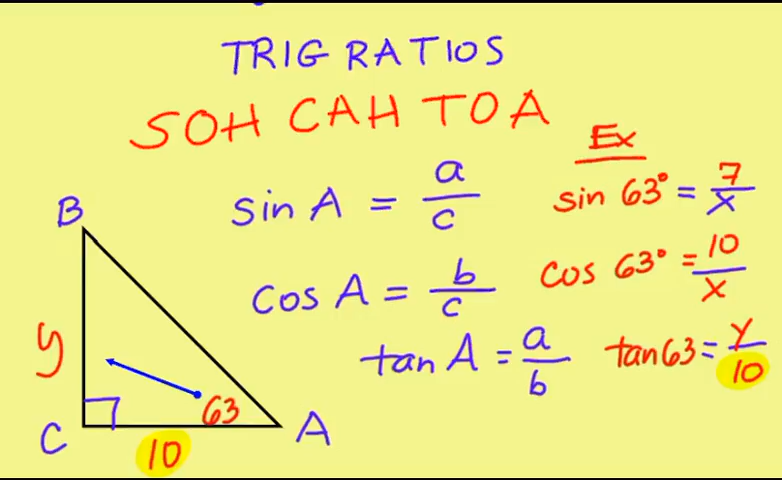 TRIG RATIOS
SOH CAH TOA
Ex
sin A = a/c
sin 63° = 7/x
B
cos A = b/c
cos 63° = 10/x
y
tan A = a/b
tan63 = y/10
63
C
A
10